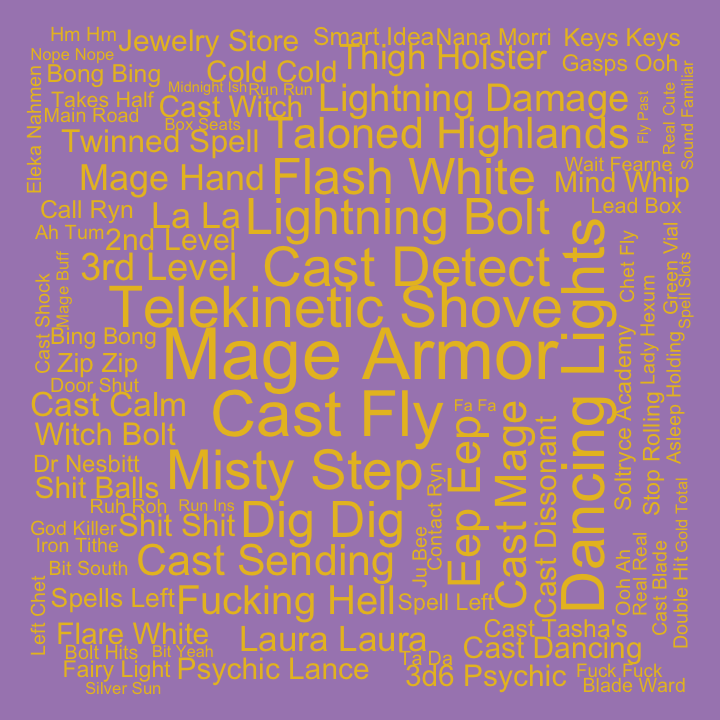 Hm Hm
Jewelry Store
Smart Idea
Nana Morri
Keys Keys
Nope Nope
Thigh Holster
Gasps Ooh
Bong Bing
Cold Cold
Midnight Ish
Run Run
Takes Half
Cast Witch
Lightning Damage
Main Road
Box Seats
Eleka Nahmen
Fly Past
Real Cute
Sound Familiar
Twinned Spell
Taloned Highlands
Wait Fearne
Mage Hand
Flash White
Mind Whip
Call Ryn
La La
Lightning Bolt
Lead Box
Ah Tum
2nd Level
3rd Level
Cast Detect
Chet Fly
Green Vial
Spell Slots
Cast Shock
Mage Buff
Telekinetic Shove
Dancing Lights
Bing Bong
Mage Armor
Zip Zip
Door Shut
Soltryce Academy
Lady Hexum
Asleep Holding
Cast Calm
Cast Fly
Fa Fa
Witch Bolt
Stop Rolling
Dr Nesbitt
Misty Step
Eep Eep
Cast Mage
Cast Dissonant
Contact Ryn
Shit Balls
Ruh Roh
Run Ins
God Killer
Shit Shit
Dig Dig
Gold Total
Iron Tithe
Ju Bee
Ooh Ah
Real Real
Cast Blade
Double Hit
Bit South
Cast Sending
Left Chet
Spells Left
Fucking Hell
Spell Left
Flare White
Laura Laura
Cast Tasha's
Bolt Hits
Bit Yeah
Ta Da
Cast Dancing
Fairy Light
Psychic Lance
3d6 Psychic
Fuck Fuck
Silver Sun
Blade Ward